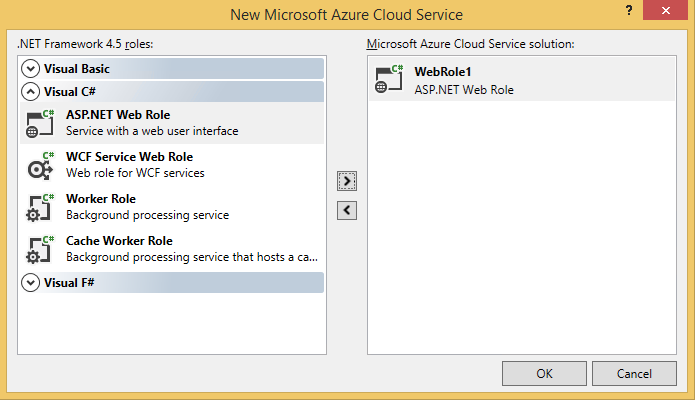 New Microsoft Azure Cloud Service
? ×
.NET Framework 4.5 roles:
Visual Basic
Visual C#
C# ASP.NET Web Role
Service with a web user interface
C# WCF Service Web Role
Web role for WCF services
C# Worker Role
Background processing service
C# Cache Worker Role
Background processing service that hosts a ca...
Visual F#
Microsoft Azure Cloud Service solution:
C# WebRole1
ASP.NET Web Role
OK Cancel